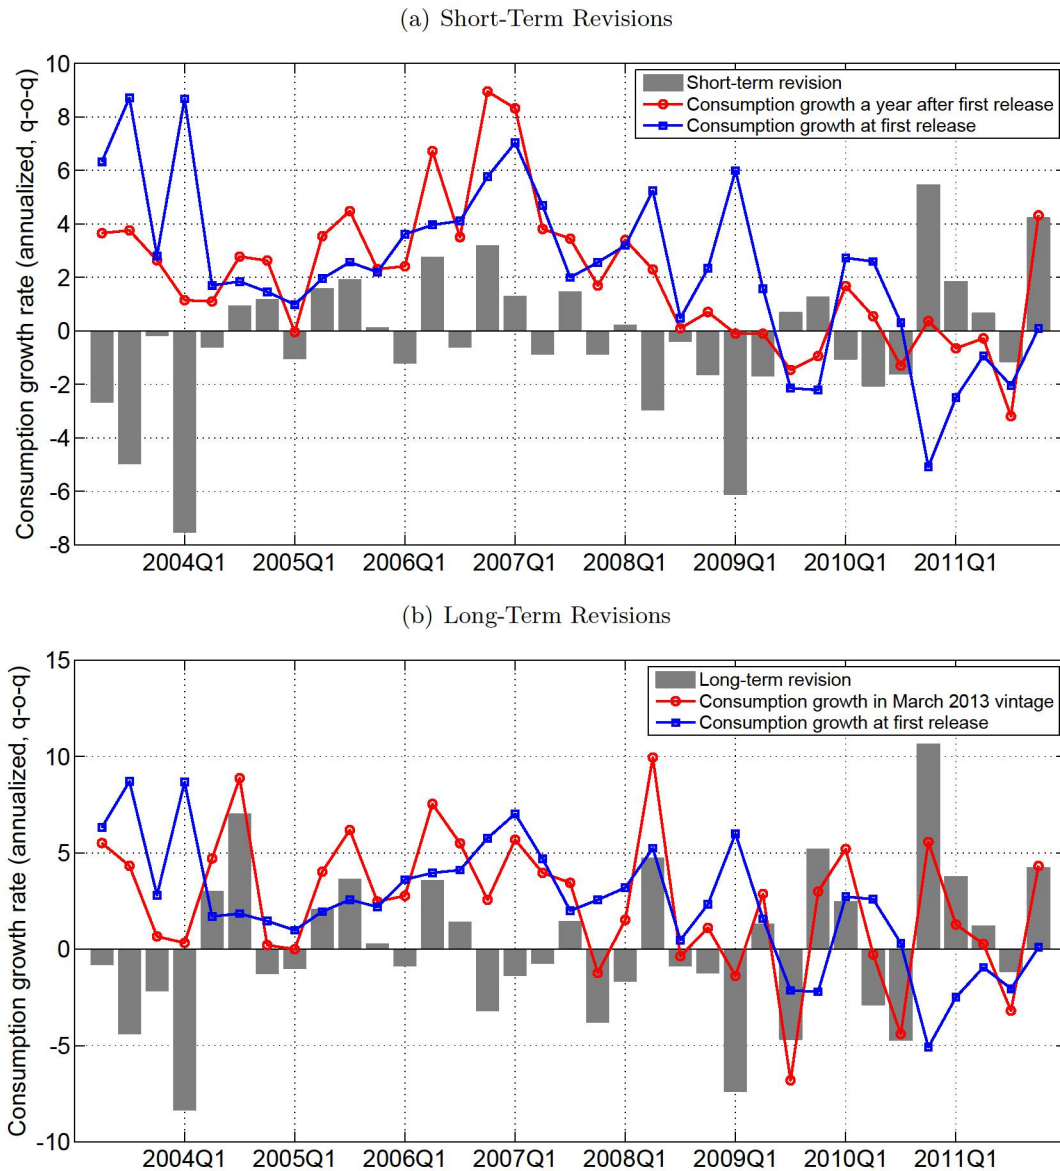 (a) Short-Term Revisions
Consumption growth rate (annualized, q-o-q)
10
8
6
4
2
0
-2
-4
-6
-8
Short-term revision
Consumption growth a year after first release
Consumption growth at first release
2004Q1 2005Q1 2006Q1 2007Q1 2008Q1 2009Q1 2010Q1 2011Q1
(b) Long-Term Revisions
Consumption growth rate (annualized, q-o-q)
15
10
5
0
-5
-10
Long-term revision
Consumption growth in March 2013 vintage
Consumption growth at first release
2004Q1 2005Q1 2006Q1 2007Q1 2008Q1 2009Q1 2010Q1 2011Q1